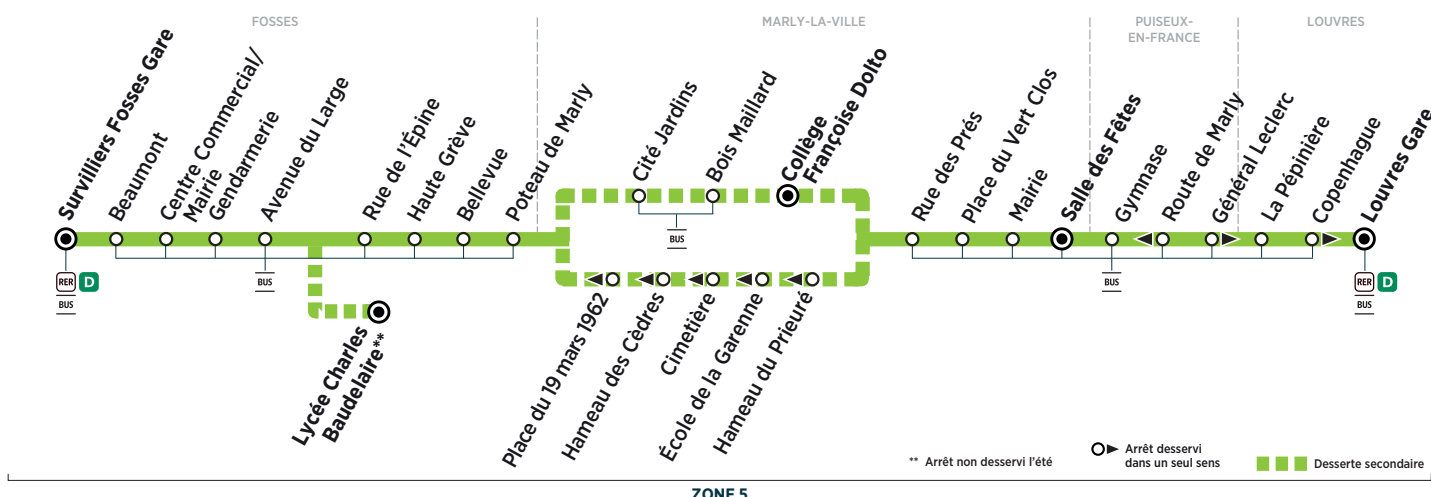 FOSSES
MARLY-LA-VILLE
PUISEUX-
EN-FRANCE
LOUVRES
Survilliers Fosses Gare
Beaumont
Centre Commercial/
Mairie
Gendarmerie
Avenue du Large
Rue de l'Épine
Haute Grève
Bellevue
Poteau de Marly
Cité Jardins
Bois Maillard
Collège
Françoise Dolto
Rue des Prés
Place du Vert Clos
Mairie
Salle des Fêtes
Gymnase
Route de Marly
Général Leclerc
La Pépinière
Copenhague
Louvres Gare
RER D
BUS
BUS
BUS
BUS
RER D
BUS
Lycée Charles
Baudelaire**
Place du 19 mars 1962
Hameau des Cèdres
Cimetière
École de la Garenne
Hameau du Prieuré
** Arrêt non desservi l'été
Arrêt desservi
dans un seul sens
Desserte secondaire
ZONE 5